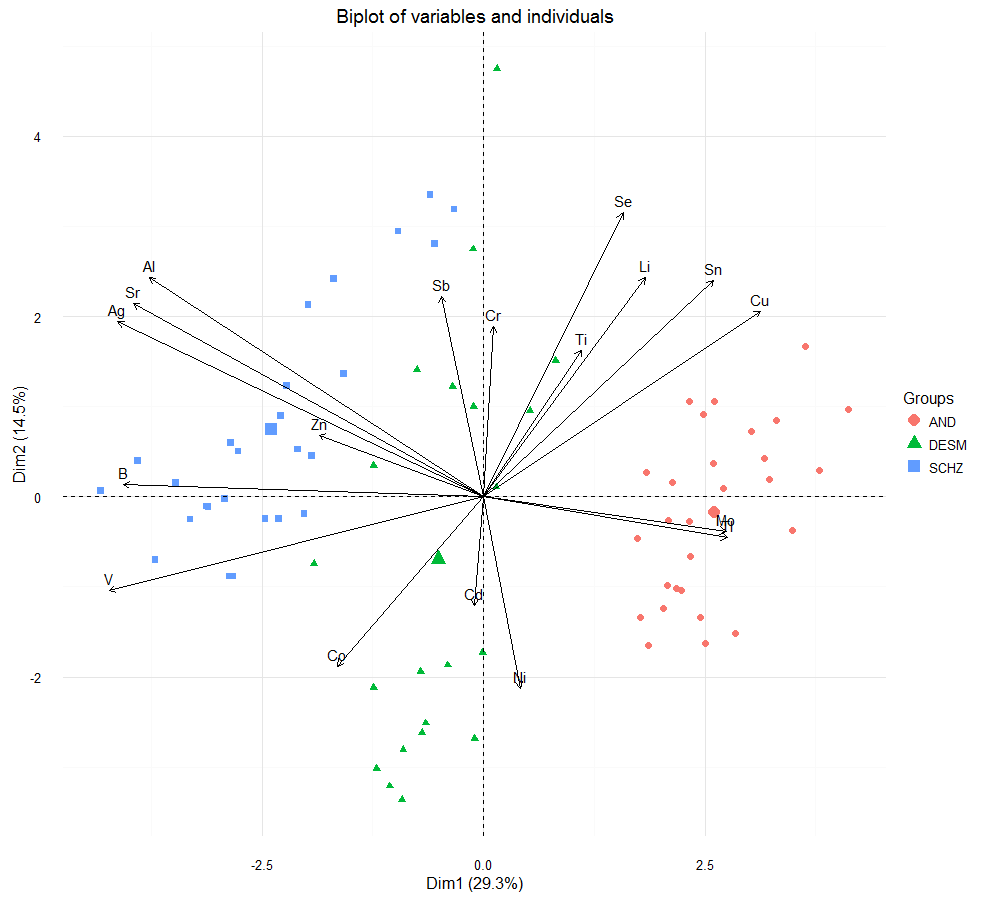 Biplot of variables and individuals
4
2
0
-2
Dim2 (14.5%)
Se
Al
Li
Sn
Sr
Sb
Cu
Ag
Cr
Ti
Zn
B
Mo
Tl
V
Cd
Co
Ni
-2.5
0.0
2.5
Dim1 (29.3%)
Groups
AND
DESM
SCHZ